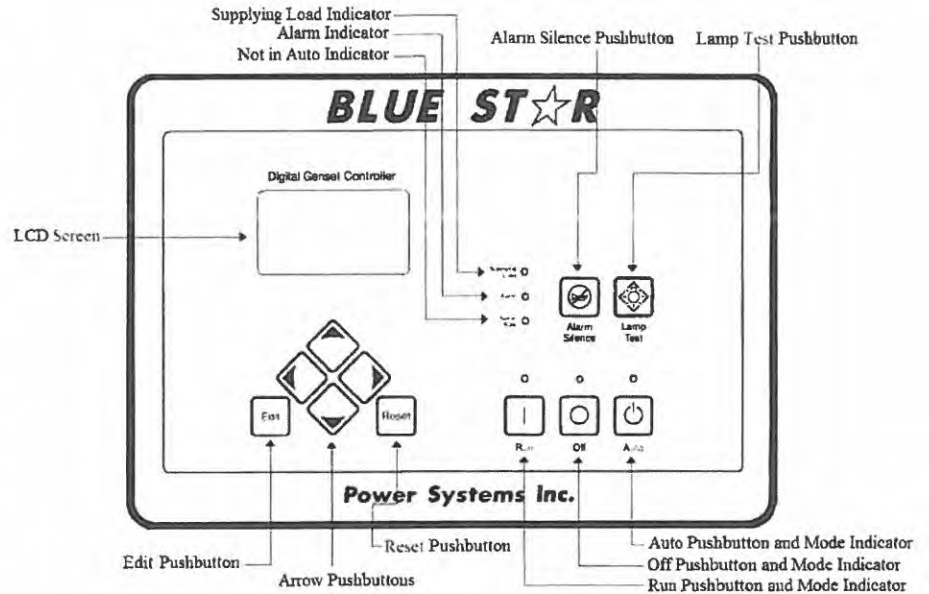 Supplying Load Indicator
Alarm Indicator
Not in Auto Indicator
Alarm Silence Pushbutton
Lamp Test Pushbutton
BLUE ST☆R
Digital Genset Controller
LCD Screen
Alarm
Silence
Lamp
Test
Edit
Reset
Run
Off
Auto
Power Systems Inc.
Edit Pushbutton
Arrow Pushbuttons
Reset Pushbutton
Auto Pushbutton and Mode Indicator
Off Pushbutton and Mode Indicator
Run Pushbutton and Mode Indicator